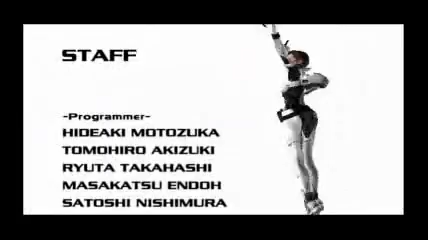 STAFF
-Programmer-
HIDEAKI MOTOZUKA
TOMOHIRO AKIZUKI
RYUTA TAKAHASHI
MASAKATSU ENDOH
SATOSHI NISHIMURA